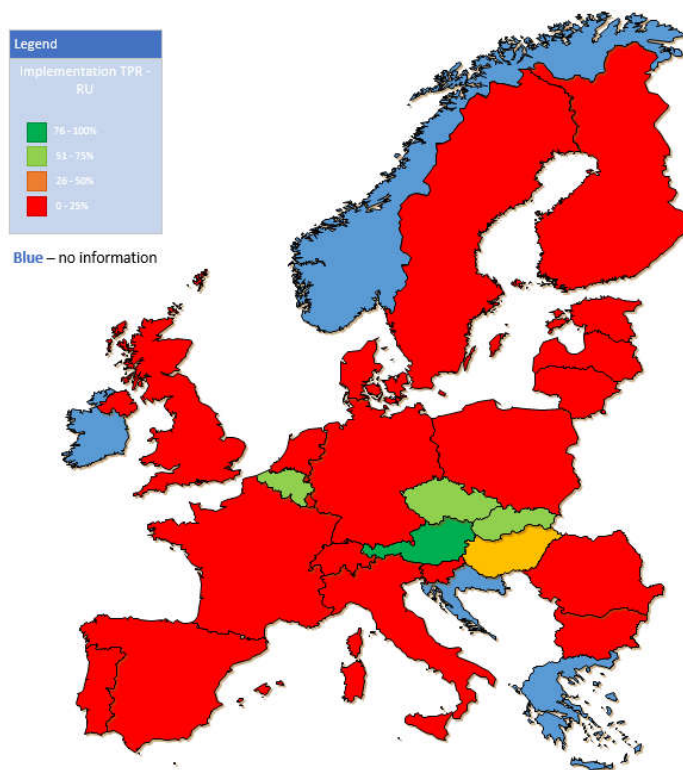 Legend
Implementation TPR -
RU
76 - 100%
51 - 75%
26 - 50%
0 - 25%
Blue – no information